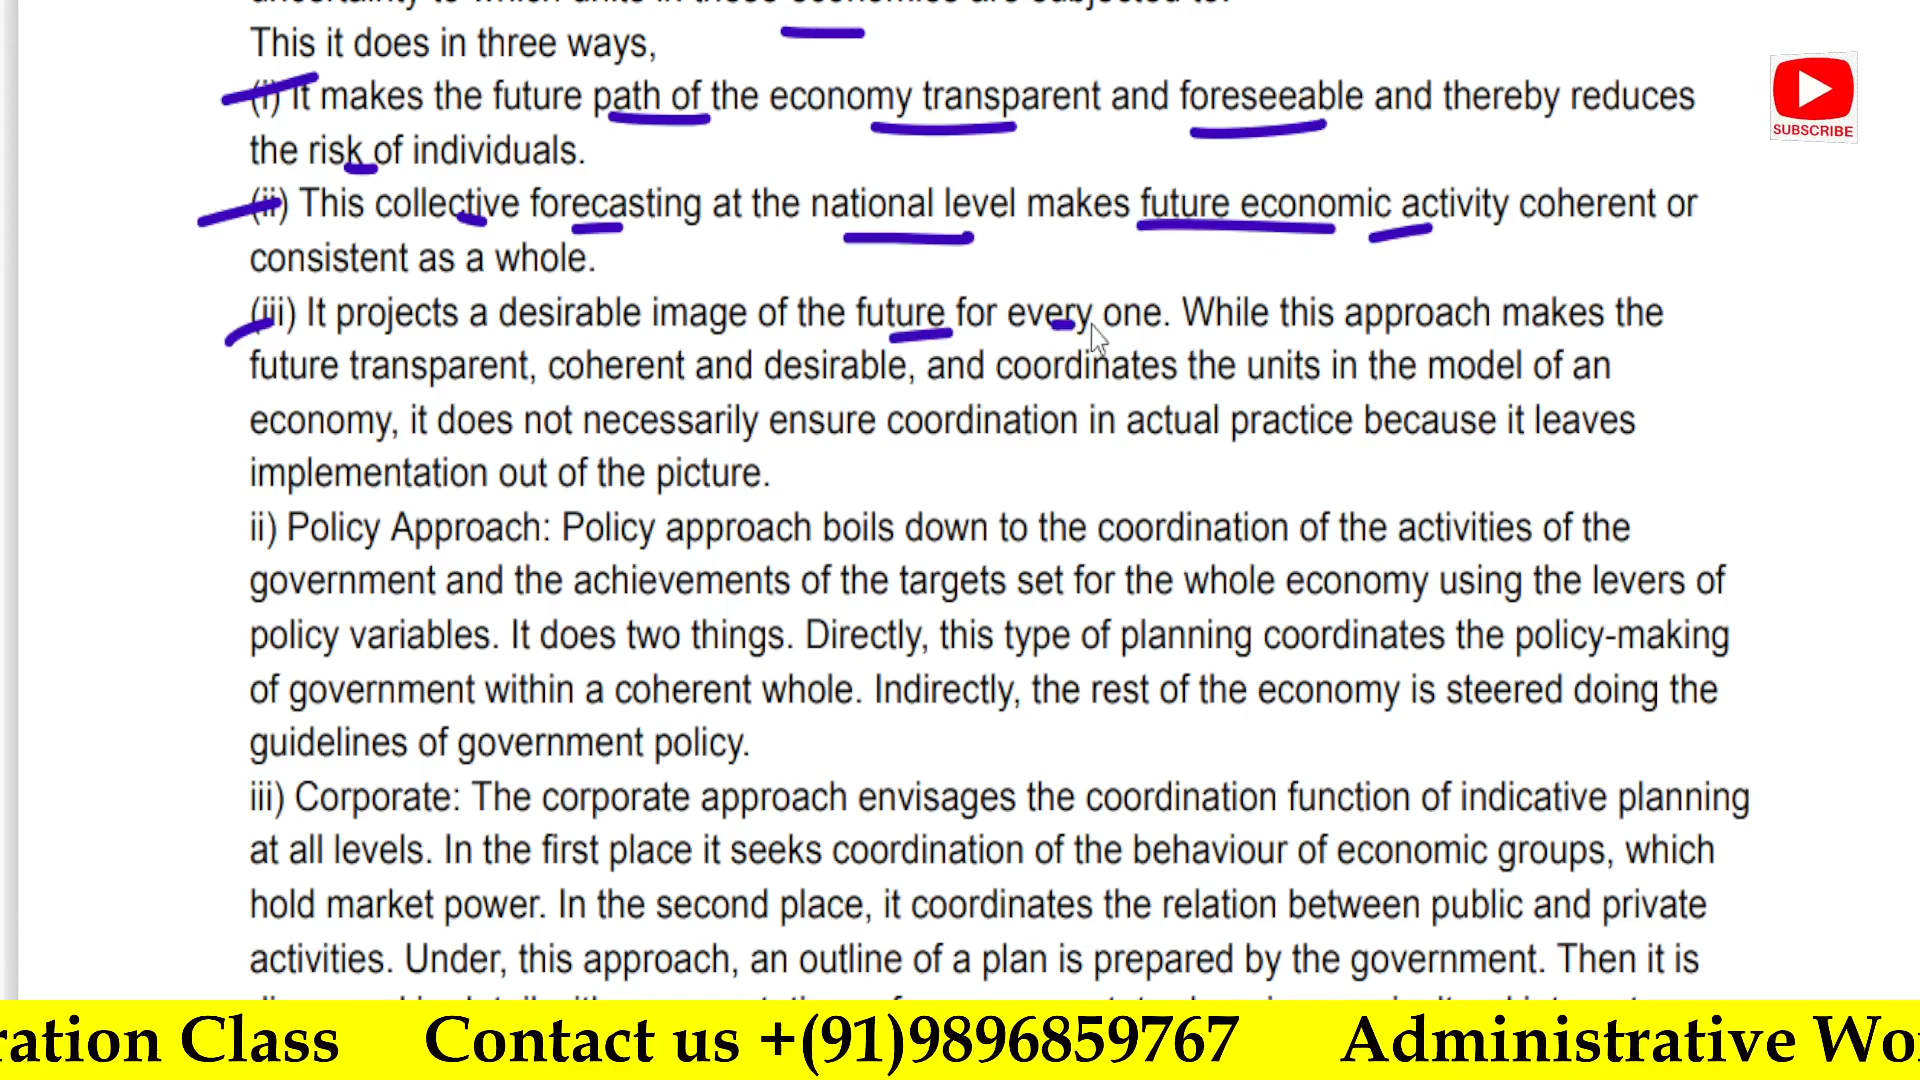 uncertainty to which units in these economies are subjected to.
This it does in three ways,
(i) It makes the future path of the economy transparent and foreseeable and thereby reduces
the risk of individuals.
(ii) This collective forecasting at the national level makes future economic activity coherent or
consistent as a whole.
(iii) It projects a desirable image of the future for every one. While this approach makes the
future transparent, coherent and desirable, and coordinates the units in the model of an
economy, it does not necessarily ensure coordination in actual practice because it leaves
implementation out of the picture.
ii) Policy Approach: Policy approach boils down to the coordination of the activities of the
government and the achievements of the targets set for the whole economy using the levers of
policy variables. It does two things. Directly, this type of planning coordinates the policy-making
of government within a coherent whole. Indirectly, the rest of the economy is steered doing the
guidelines of government policy.
iii) Corporate: The corporate approach envisages the coordination function of indicative planning
at all levels. In the first place it seeks coordination of the behaviour of economic groups, which
hold market power. In the second place, it coordinates the relation between public and private
activities. Under, this approach, an outline of a plan is prepared by the government. Then it is
SUBSCRIBE
ration Class Contact us +(91)9896859767 Administrative Wo